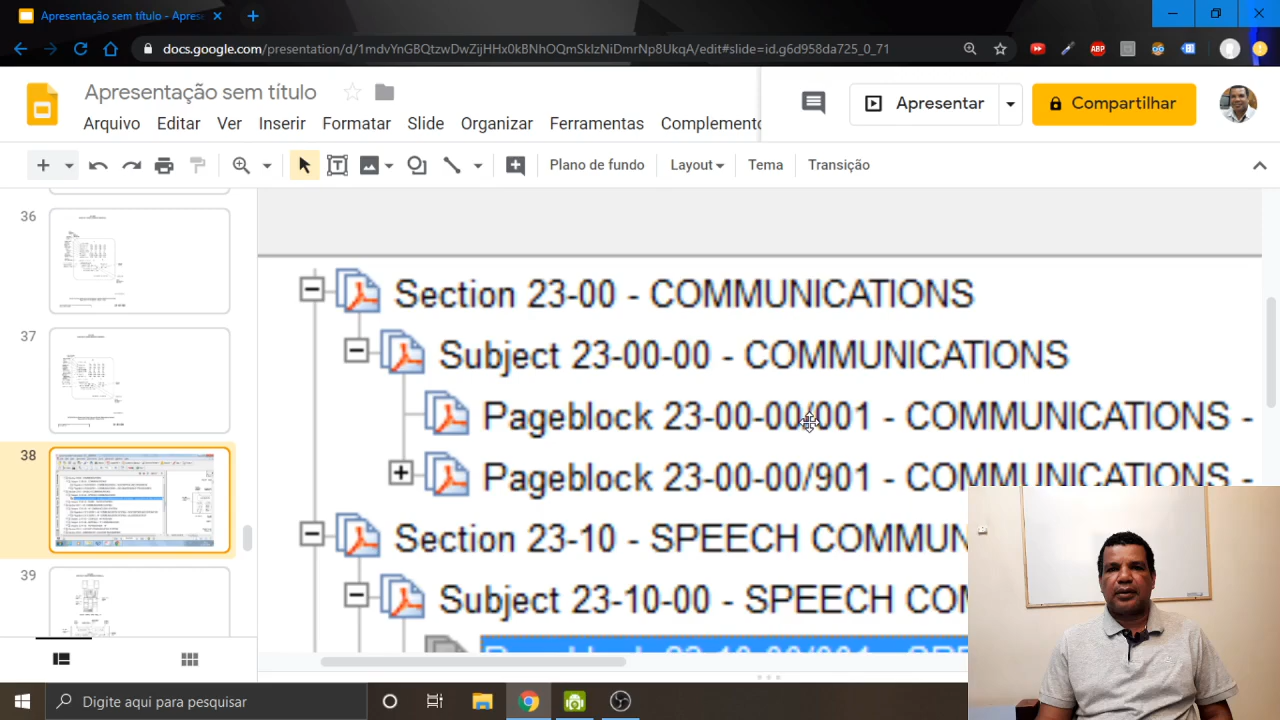 Apresentação sem título - Apres
docs.google.com/presentation/d/1mdvYnGBQtzwDwZijHHx0kBNhOQmSkIzNiDmrNp8UkqA/edit#slide=id.g6d958da725_0_71
ABP
Apresentação sem título
Apresentar
Compartilhar
Arquivo Editar Ver Inserir Formatar Slide Organizar Ferramentas Complemento
Plano de fundo Layout Tema Transição
36
37
38
39
Section 23-00 - COMMUNICATIONS
Subject 23-00-00 - COMMUNICATIONS
Pageblock 23-00-00/001 - COMMUNICATIONS -
Pageblock 23-00-00/901 - COMMUNICATIONS -
Section 23-10 - SPEECH COMMUN
Subject 23-10-00 - SPEECH CO
Digite aqui para pesquisar